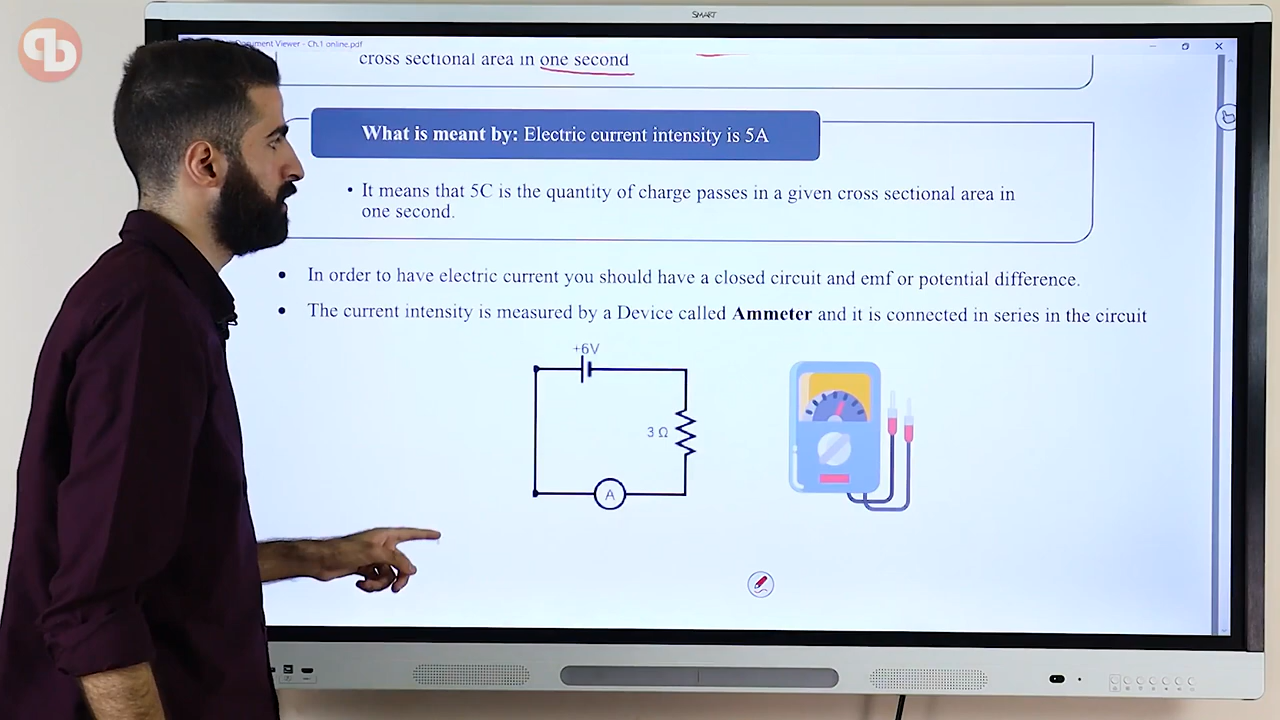 SMART
qb
Document Viewer - Ch.1 online.pdf
cross sectional area in one second
What is meant by: Electric current intensity is 5A
• It means that 5C is the quantity of charge passes in a given cross sectional area in
one second.
• In order to have electric current you should have a closed circuit and emf or potential difference.
• The current intensity is measured by a Device called Ammeter and it is connected in series in the circuit
+6V
3 Ω
A